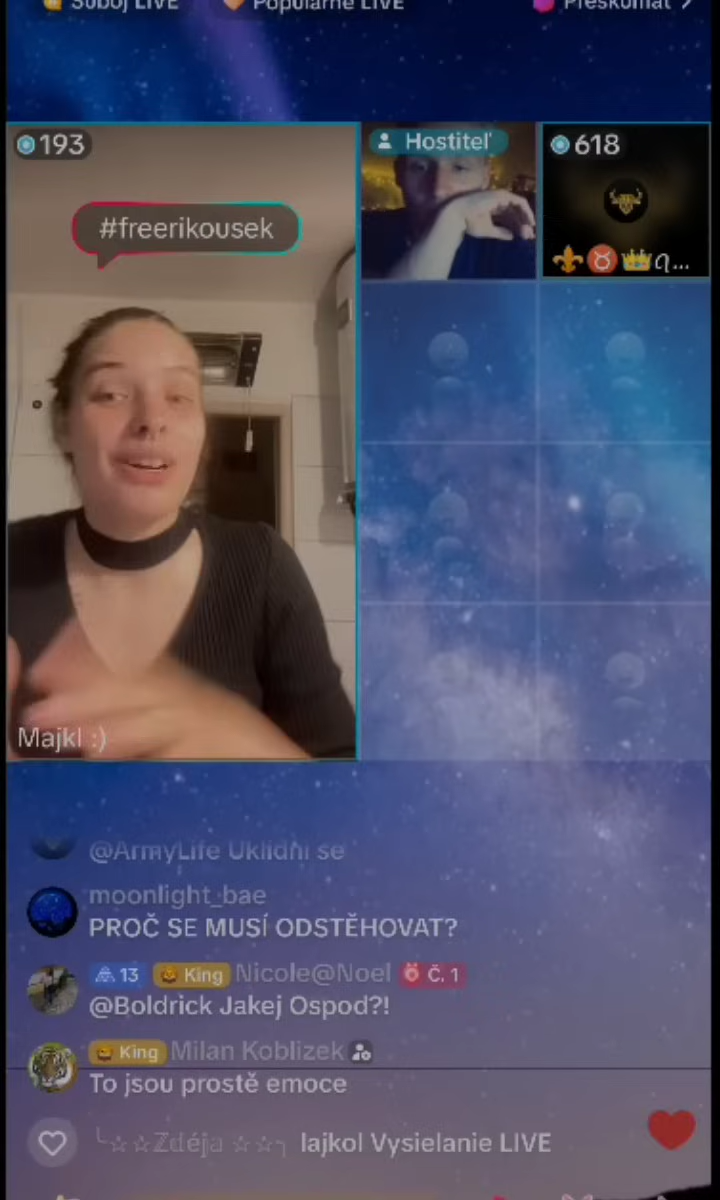 Súboj LIVE
Populárne LIVE
Preskúmať
193
Hostiteľ
618
#freerikousek
Majkl :)
@ArmyLife Uklidni se
moonlight_bae
PROČ SE MUSÍ ODSTĚHOVAT?
13 King Nicole@Noel Č. 1
@Boldrick Jakej Ospod?!
King Milan Koblizek
To jsou prostě emoce
Zdéja lajkol Vysielanie LIVE